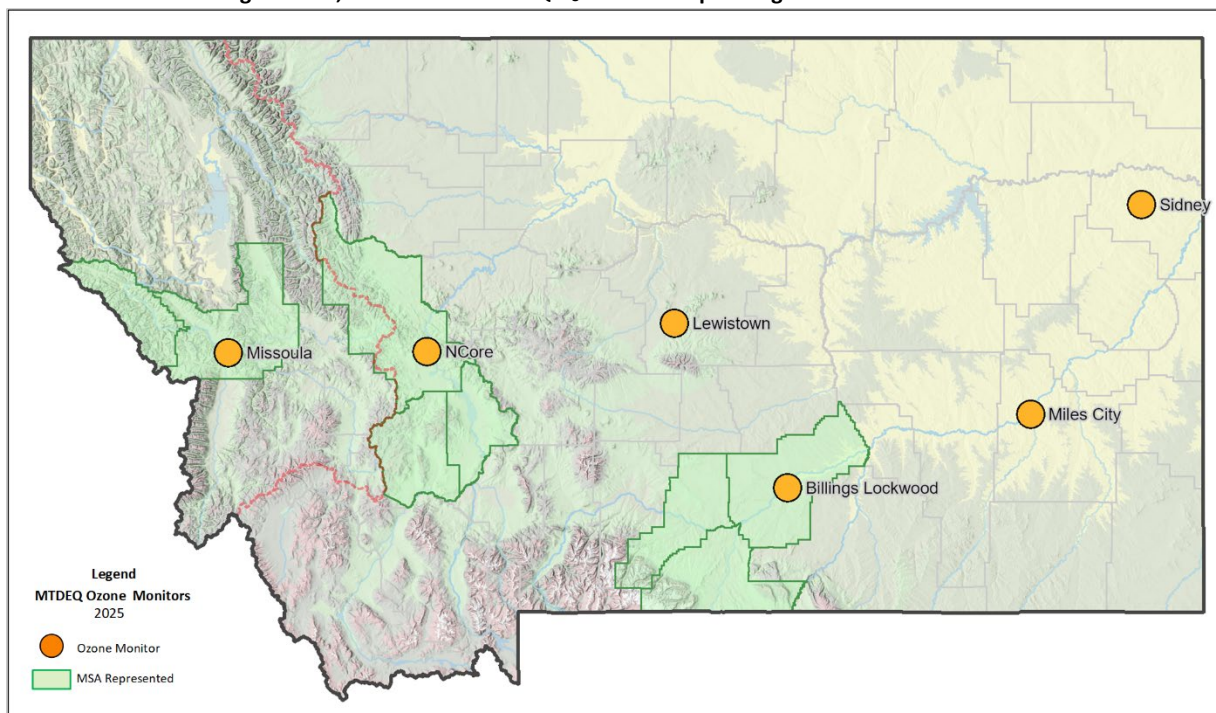 Sidney
Lewistown
Missoula
NCore
Miles City
Billings Lockwood
Legend
MTDEQ Ozone Monitors
2025
Ozone Monitor
MSA Represented